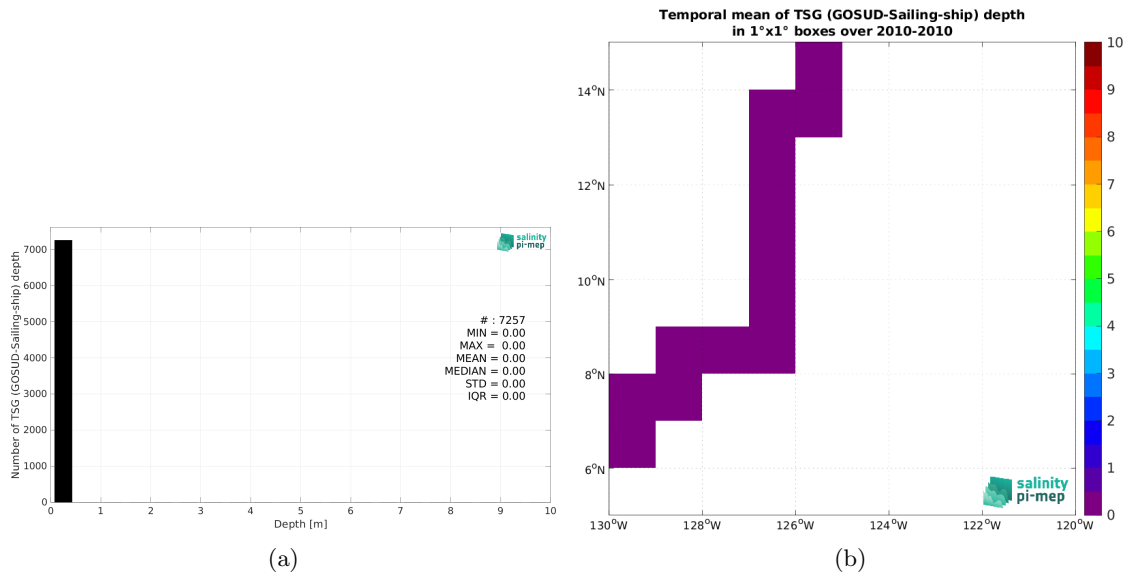 Number of TSG (GOSUD-Sailing-ship) depth
7000
6000
5000
4000
3000
2000
1000
0
salinity
pi-mep
# : 7257
MIN = 0.00
MAX = 0.00
MEAN = 0.00
MEDIAN = 0.00
STD = 0.00
IQR = 0.00
0 1 2 3 4 5 6 7 8 9 10
Depth [m]
(a)
Temporal mean of TSG (GOSUD-Sailing-ship) depth
in 1°x1° boxes over 2010-2010
14°N
12°N
10°N
8°N
6°N
130°W 128°W 126°W 124°W 122°W 120°W
salinity
pi-mep
10
9
8
7
6
5
4
3
2
1
0
(b)